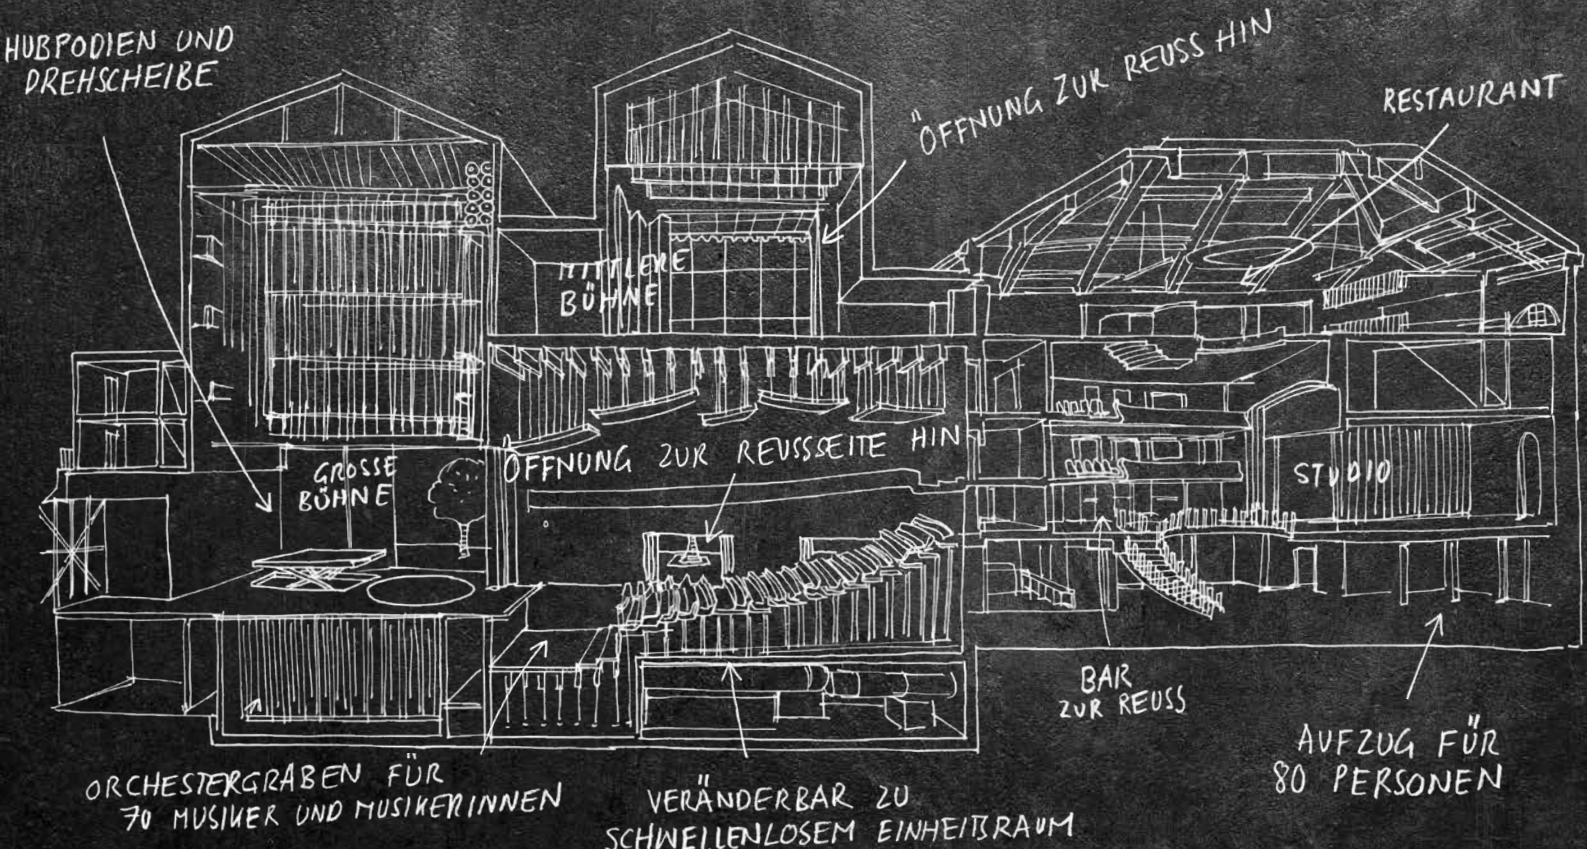 HUBPODIEN UND
DREHSCHEIBE
ÖFFNUNG ZUR REUSS HIN
RESTAURANT
MITTLERE
BÜHNE
GROSSE
BÜHNE
ÖFFNUNG ZUR REUSSSEITE HIN
STUDIO
BAR
ZUR REUSS
AUFZUG FÜR
80 PERSONEN
ORCHESTERGRABEN FÜR
70 MUSIKER UND MUSIKERINNEN
VERÄNDERBAR ZU
SCHWELLENLOSEM EINHEITSRAUM